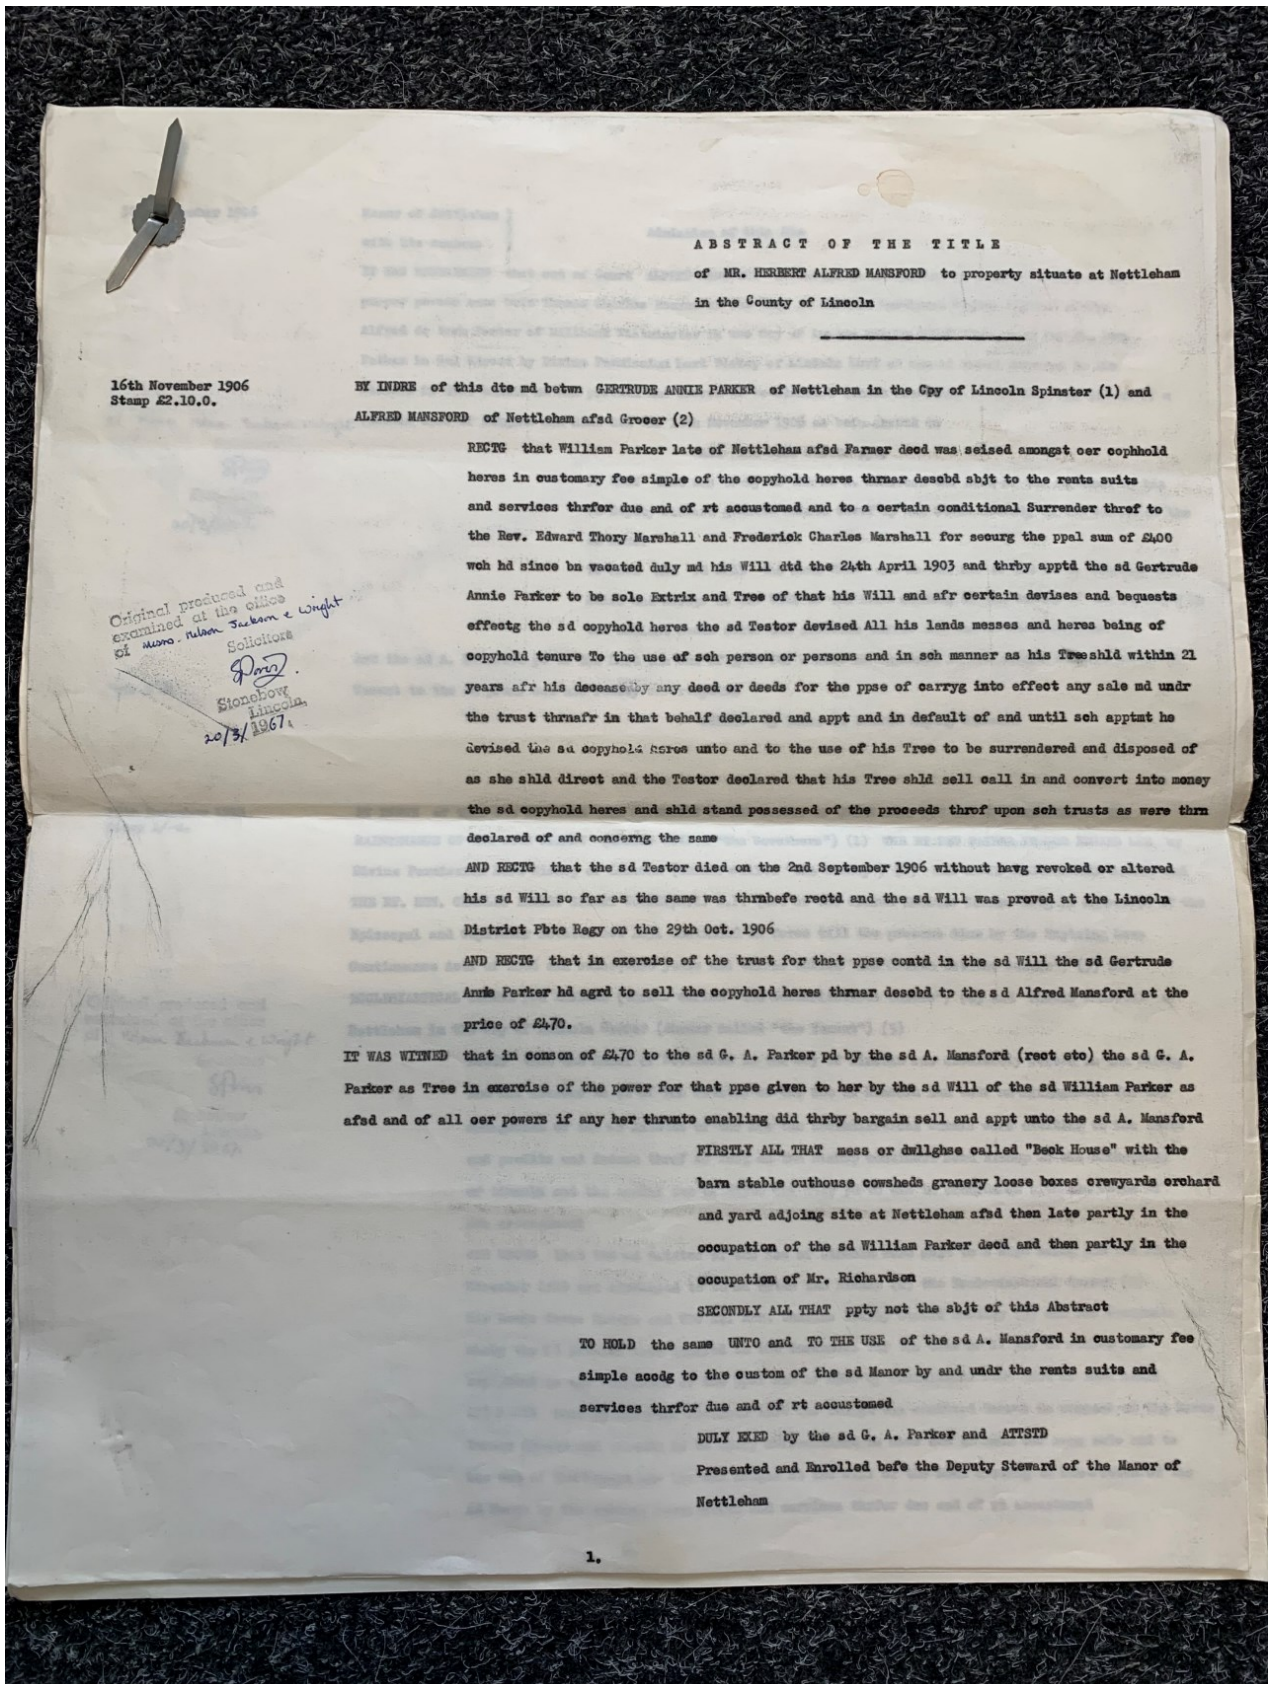 ABSTRACT OF THE TITLE
of MR. HERBERT ALFRED MANSFORD to property situate at Nettleham
in the County of Lincoln
16th November 1906
Stamp £2.10.0.
BY INDRE of this dte md betwn GERTRUDE ANNIE PARKER of Nettleham in the Cpy of Lincoln Spinster (1) and
ALFRED MANSFORD of Nettleham afsd Grocer (2)
RECTG that William Parker late of Nettleham afsd Farmer decd was seised amongst oer cophhold
heres in customary fee simple of the copyhold heres thrnar descbd sbjt to the rents suits
and services thrfor due and of rt accustomed and to a certain conditional Surrender thref to
the Rev. Edward Thory Marshall and Frederick Charles Marshall for securg the ppal sum of £400
wch hd since bn vacated duly md his Will dtd the 24th April 1903 and thrby apptd the sd Gertrude
Annie Parker to be sole Extrix and Tree of that his Will and afr certain devises and bequests
effectg the sd copyhold heres the sd Testor devised All his lands messes and heres being of
copyhold tenure To the use of sch person or persons and in sch manner as his Tree shld within 21
years afr his decease by any deed or deeds for the ppse of carryg into effect any sale md undr
the trust thrnafr in that behalf declared and appt and in default of and until sch apptmt he
devised the sd copyhold heres unto and to the use of his Tree to be surrendered and disposed of
as she shld direct and the Testor declared that his Tree shld sell call in and convert into money
the sd copyhold heres and shld stand possessed of the proceeds throf upon sch trusts as were thrn
declared of and concerng the same
AND RECTG that the sd Testor died on the 2nd September 1906 without havg revoked or altered
his sd Will so far as the same was thrnbefe rectd and the sd Will was proved at the Lincoln
District Pbte Regy on the 29th Oct. 1906
AND RECTG that in exercise of the trust for that ppse contd in the sd Will the sd Gertrude
Annie Parker hd agrd to sell the copyhold heres thrnar descbd to the sd Alfred Mansford at the
price of £470.
IT WAS WITNED that in conson of £470 to the sd G. A. Parker pd by the sd A. Mansford (rect etc) the sd G. A.
Parker as Tree in exercise of the power for that ppse given to her by the sd Will of the sd William Parker as
afsd and of all oer powers if any her thrunto enabling did thrby bargain sell and appt unto the sd A. Mansford
FIRSTLY ALL THAT mess or dwllghse called "Beck House" with the
barn stable outhouse cowsheds granery loose boxes crewyards orchard
and yard adjoing site at Nettleham afsd then late partly in the
occupation of the sd William Parker decd and then partly in the
occupation of Mr. Richardson
SECONDLY ALL THAT ppty not the sbjt of this Abstract
TO HOLD the same UNTO and TO THE USE of the sd A. Mansford in customary fee
simple accdg to the custom of the sd Manor by and undr the rents suits and
services thrfor due and of rt accustomed
DULY EXED by the sd G. A. Parker and ATTSTD
Presented and Enrolled befe the Deputy Steward of the Manor of
Nettleham
Original produced and
examined at the office
of Messrs. Nelson Jackson & Wright
Solicitors
Stonebow
Lincoln,
20/3/1967.
1.